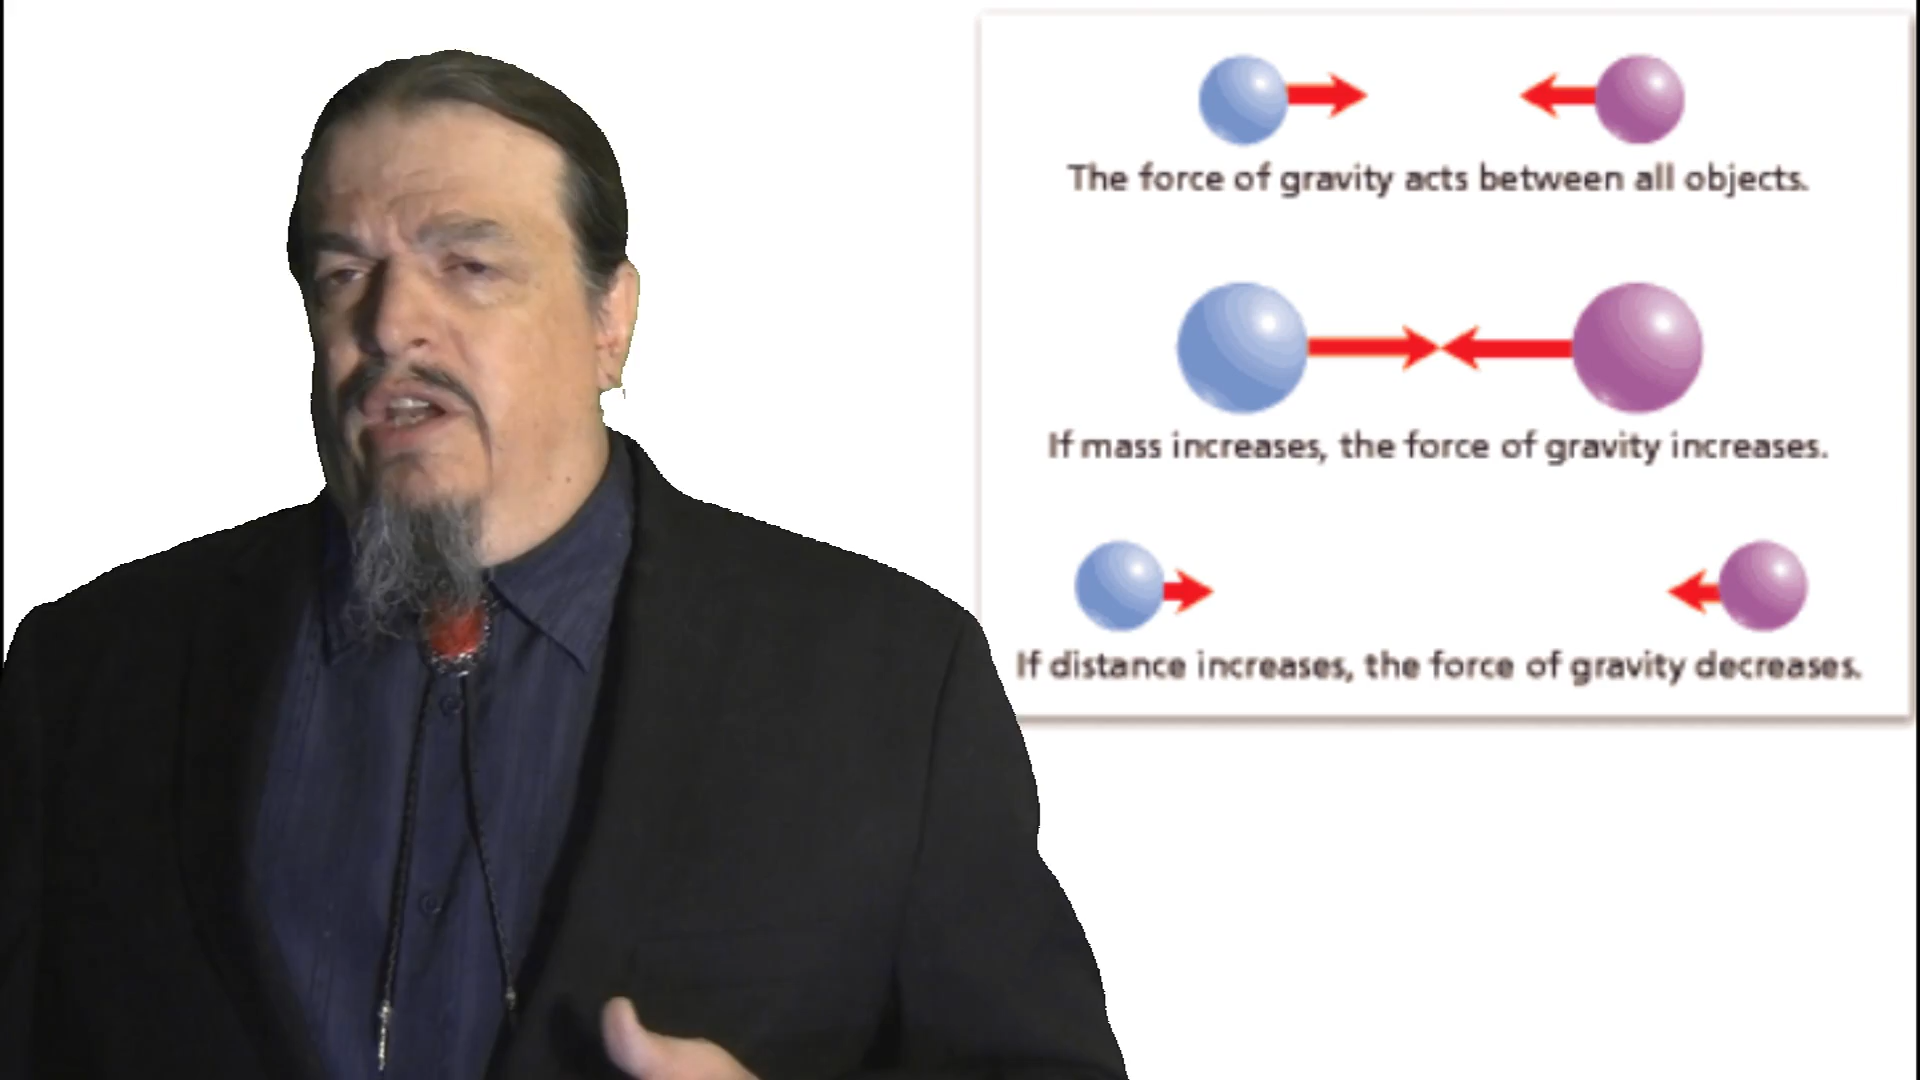 The force of gravity acts between all objects.
If mass increases, the force of gravity increases.
If distance increases, the force of gravity decreases.